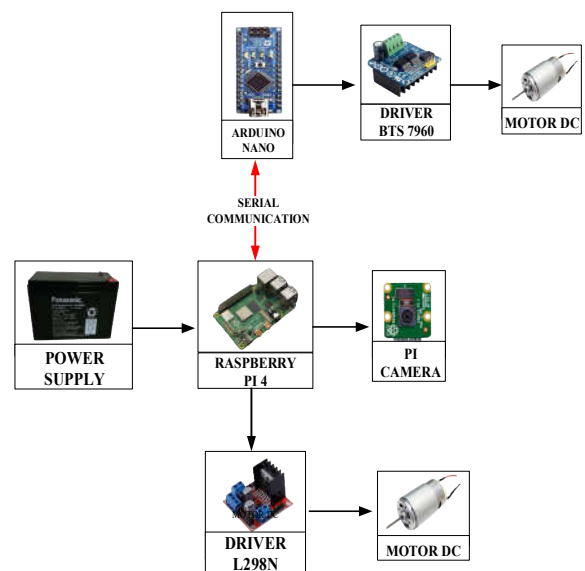 ARDUINO
NANO
DRIVER
BTS 7960
MOTOR DC
SERIAL
COMMUNICATION
Panasonic
POWER
SUPPLY
RASPBERRY
PI 4
PI
CAMERA
DRIVER
L298N
MOTOR DC